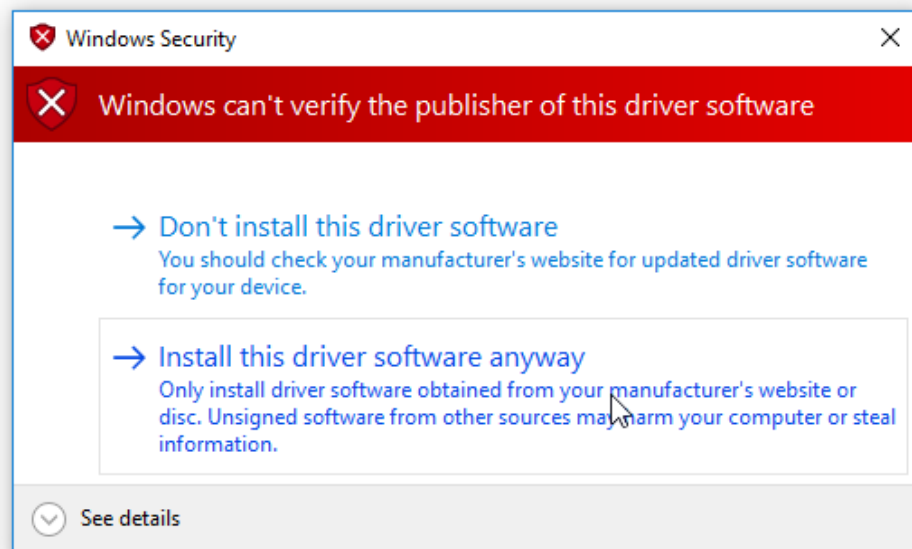 Windows Security
Windows can't verify the publisher of this driver software
Don't install this driver software
You should check your manufacturer's website for updated driver software
for your device.
Install this driver software anyway
Only install driver software obtained from your manufacturer's website or
disc. Unsigned software from other sources may harm your computer or steal
information.
See details